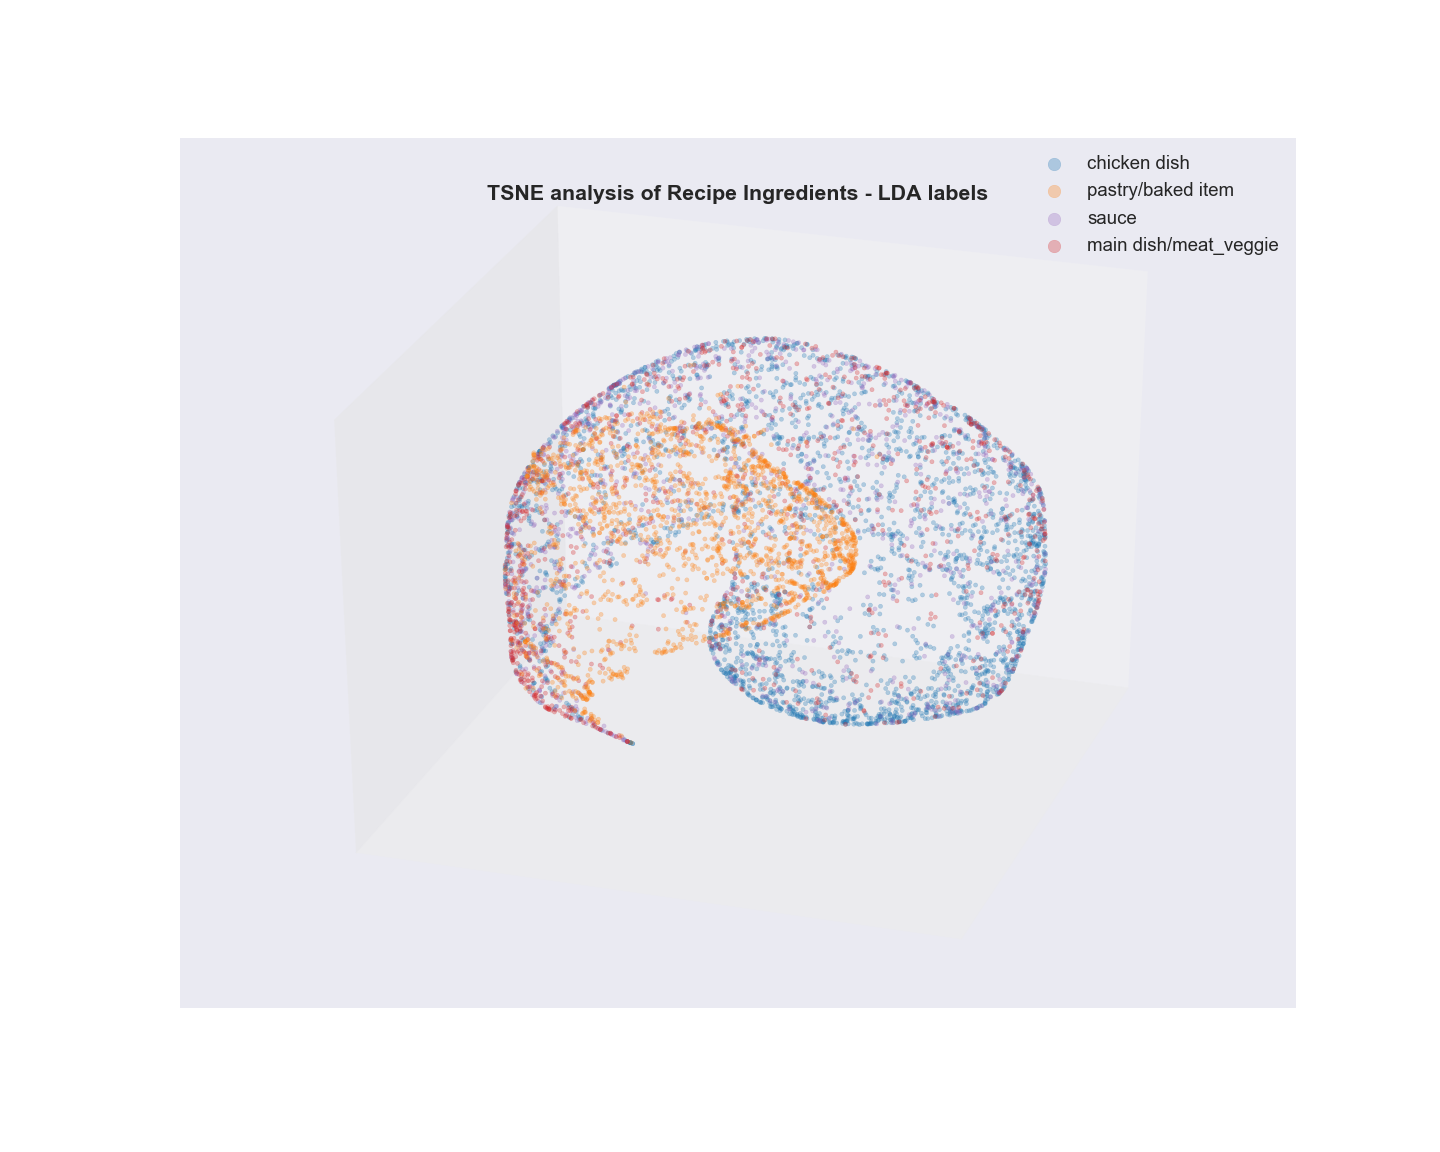 TSNE analysis of Recipe Ingredients - LDA labels
chicken dish
pastry/baked item
sauce
main dish/meat_veggie